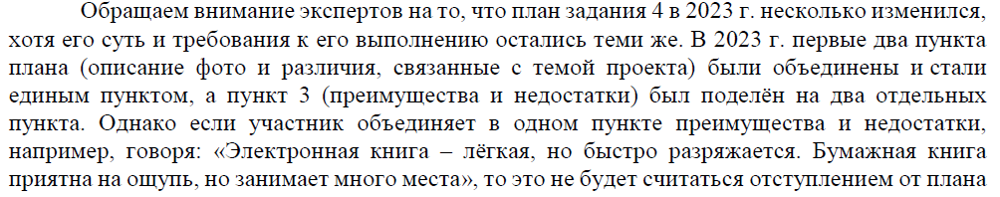 Обращаем внимание экспертов на то, что план задания 4 в 2023 г. несколько изменился,
хотя его суть и требования к его выполнению остались теми же. В 2023 г. первые два пункта
плана (описание фото и различия, связанные с темой проекта) были объединены и стали
единым пунктом, а пункт 3 (преимущества и недостатки) был поделён на два отдельных
пункта. Однако если участник объединяет в одном пункте преимущества и недостатки,
например, говоря: «Электронная книга – лёгкая, но быстро разряжается. Бумажная книга
приятна на ощупь, но занимает много места», то это не будет считаться отступлением от плана